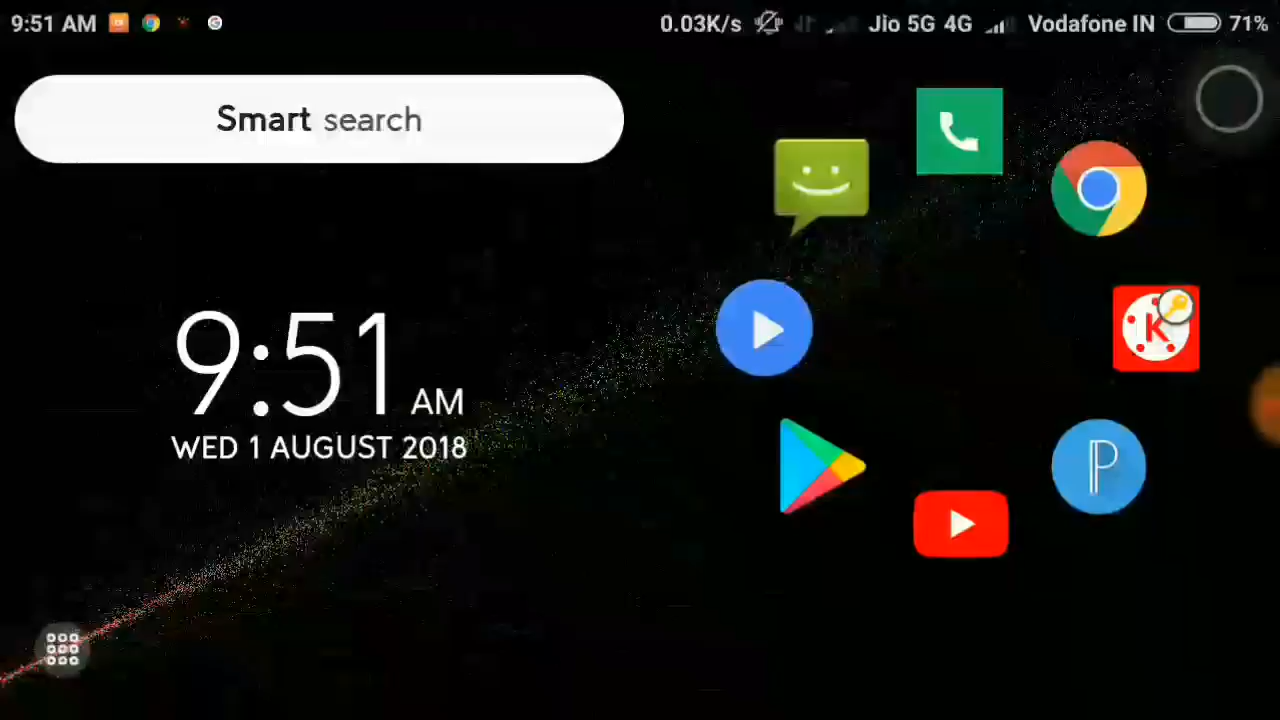 9:51 AM 0.03K/s Jio 5G 4G Vodafone IN 71%
Smart search
K
9:51 AM
WED 1 AUGUST 2018
P